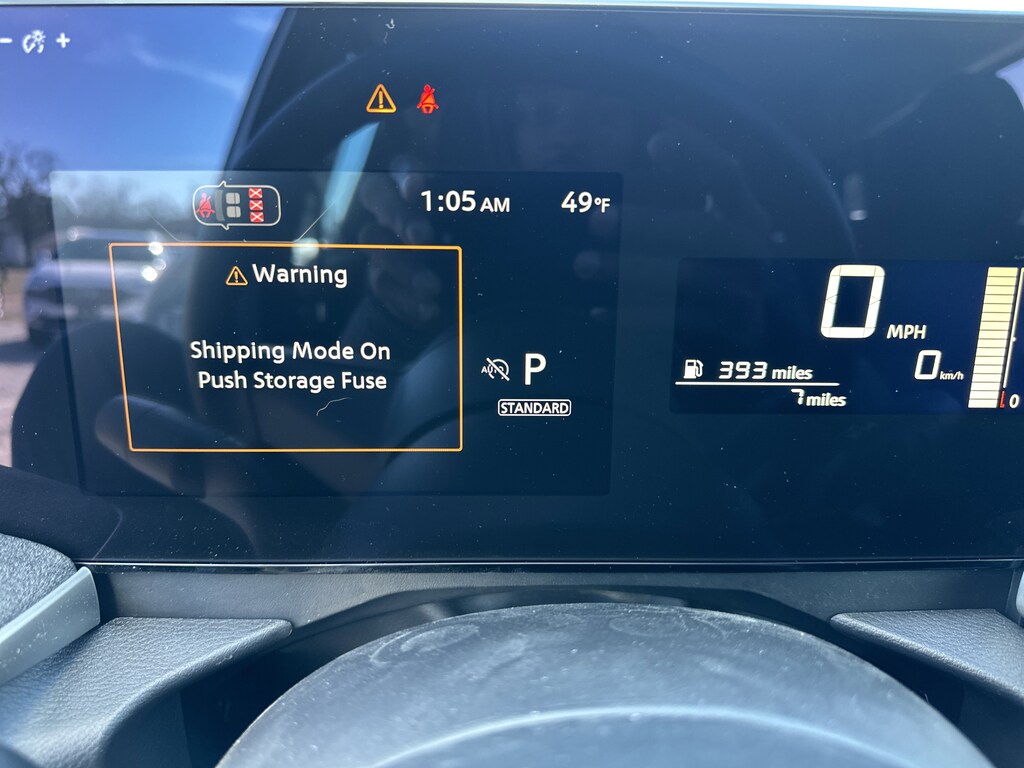 1:05 AM 49°F
Warning
Shipping Mode On
Push Storage Fuse
AUTO P
STANDARD
0 MPH
0 km/h
393 miles
7 miles
L 0